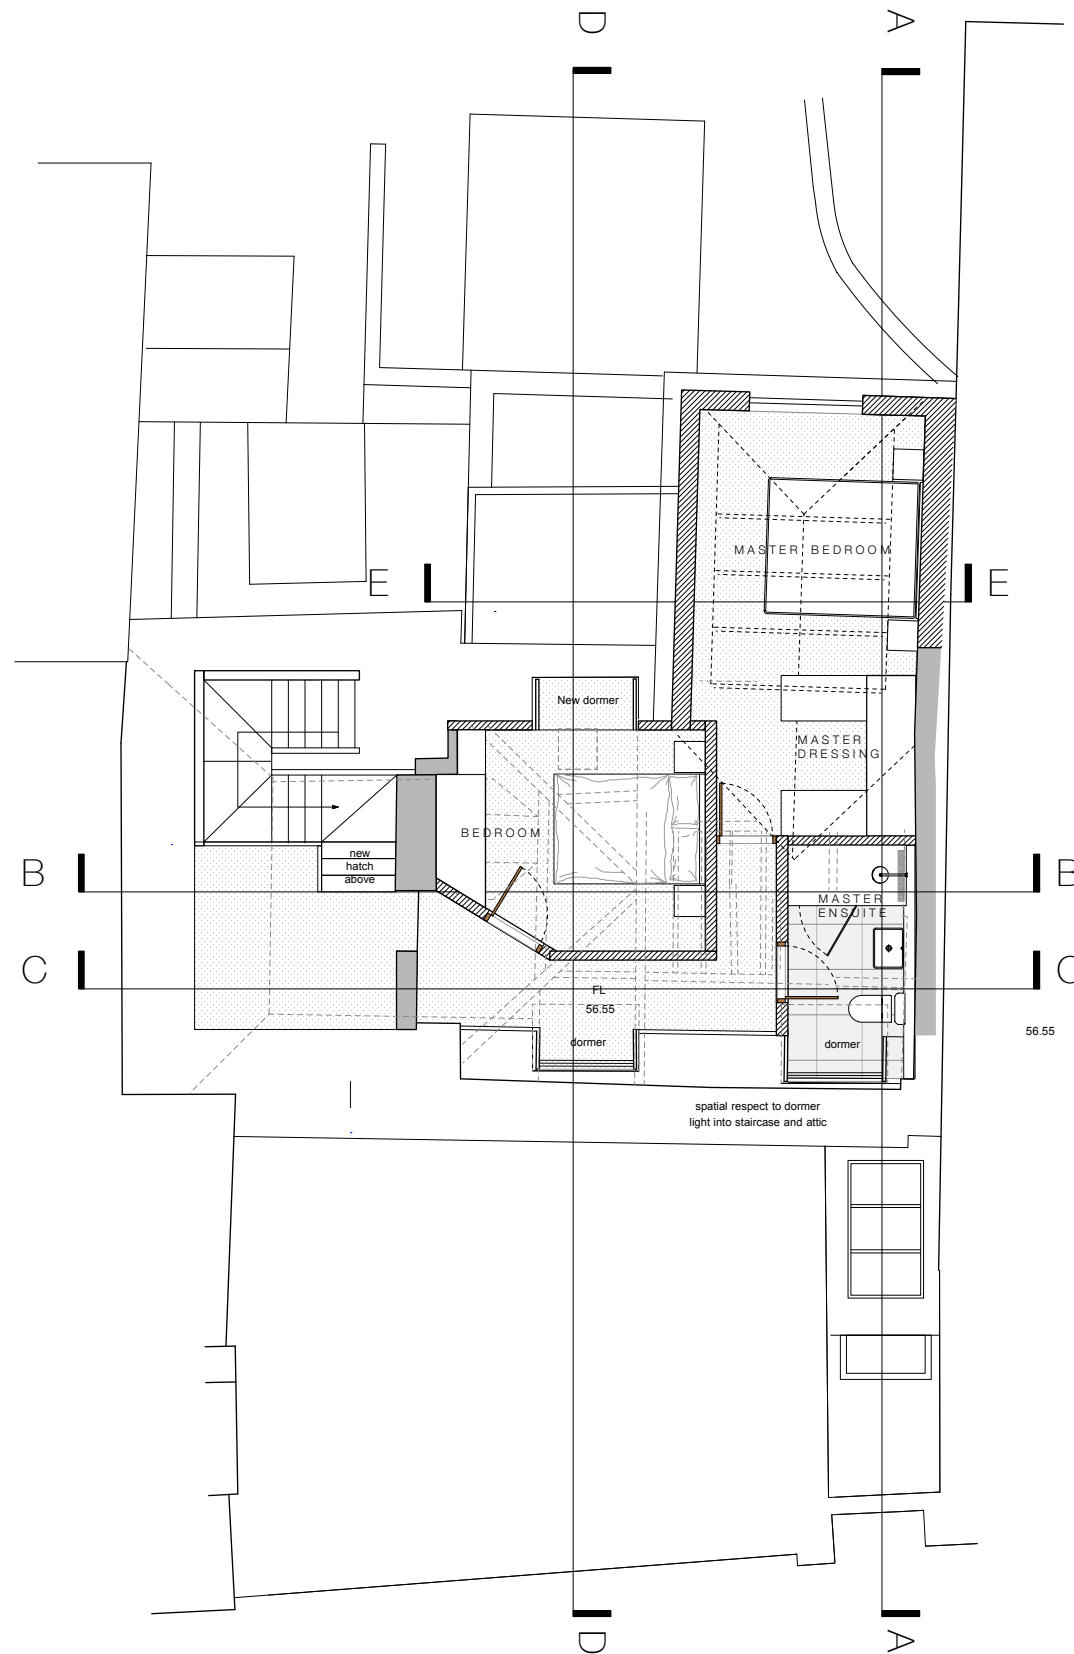 D
A
E
E
MASTER BEDROOM
New dormer
MASTER
DRESSING
BEDROOM
new
hatch
above
B
B
MASTER
ENSUITE
C
C
FL
56.55
56.55
dormer
dormer
spatial respect to dormer
light into staircase and attic
D
A